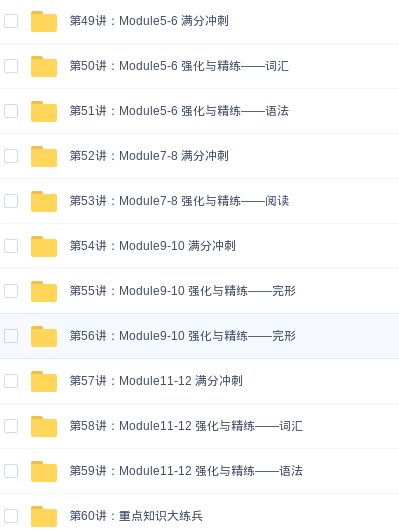 第49讲：Module5-6 满分冲刺
第50讲：Module5-6 强化与精练——词汇
第51讲：Module5-6 强化与精练——语法
第52讲：Module7-8 满分冲刺
第53讲：Module7-8 强化与精练——阅读
第54讲：Module9-10 满分冲刺
第55讲：Module9-10 强化与精练——完形
第56讲：Module9-10 强化与精练——完形
第57讲：Module11-12 满分冲刺
第58讲：Module11-12 强化与精练——词汇
第59讲：Module11-12 强化与精练——语法
第60讲：重点知识大练兵